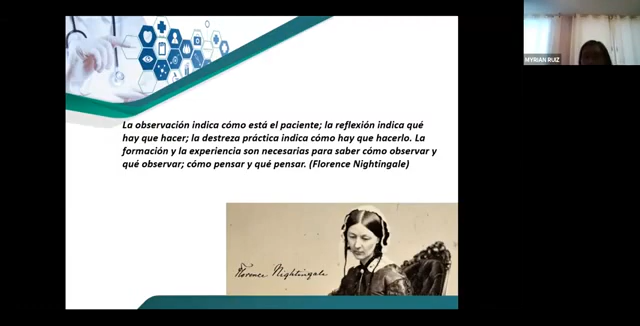 La observación indica cómo está el paciente; la reflexión indica qué
hay que hacer; la destreza práctica indica cómo hay que hacerlo. La
formación y la experiencia son necesarias para saber cómo observar y
qué observar; cómo pensar y qué pensar. (Florence Nightingale)
Florence Nightingale
MYRIAN RUIZ